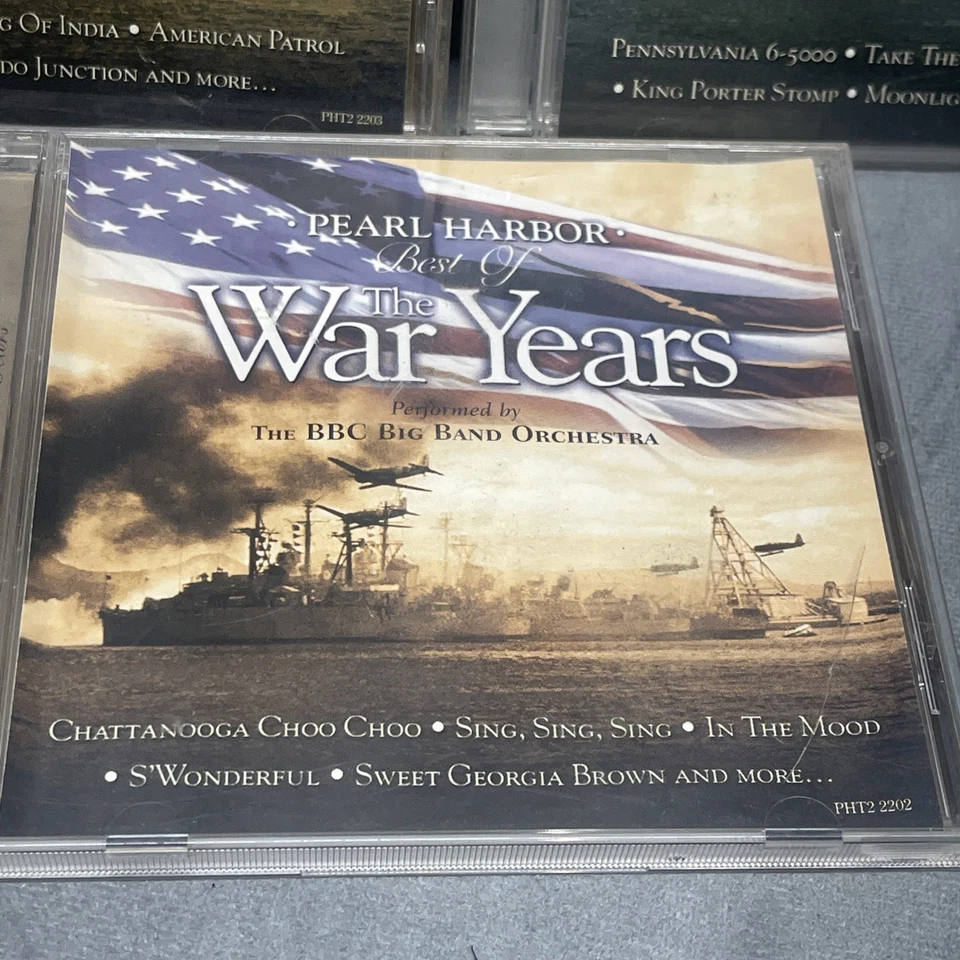 G OF INDIA • AMERICAN PATROL
DO JUNCTION AND MORE...
PHT2 2203
PENNSYLVANIA 6-5000 • TAKE THE
• KING PORTER STOMP • MOONLIG
• PEARL HARBOR •
Best Of
The
War Years
Performed by
THE BBC BIG BAND ORCHESTRA
CHATTANOOGA CHOO CHOO • SING, SING, SING • IN THE MOOD
• S'WONDERFUL • SWEET GEORGIA BROWN AND MORE...
PHT2 2202